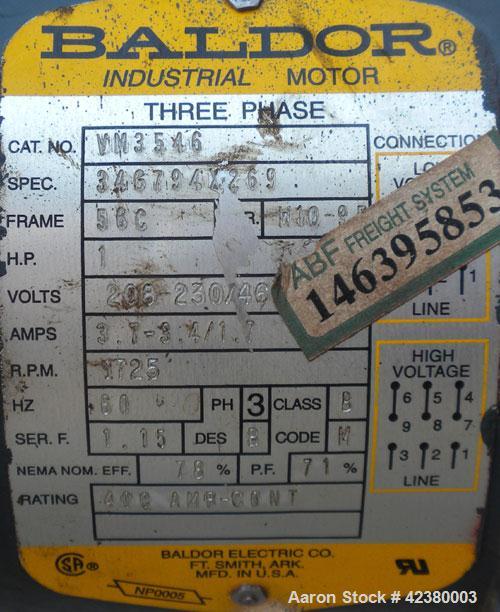 BALDOR®
INDUSTRIAL MOTOR
THREE PHASE
CAT. NO. VM3546 CONNECTION
SPEC. 346794X269
FRAME 56C
H.P. 1
VOLTS 208-230/46
AMPS 3.7-3.4/1.7
R.P.M. 1725
HZ 60 PH 3 CLASS B
SER. F. 1.15 DES B CODE M
NEMA NOM. EFF. 78 % P.F. 71 %
RATING 40C AMB-CONT
ABF FREIGHT SYSTEM
146395853
1
LINE
HIGH
VOLTAGE
6 5 4
9 8 7
3 2 1
LINE
BALDOR ELECTRIC CO.
FT. SMITH, ARK.
MFD. IN U.S.A.
NP0005
Aaron Stock # 42380003